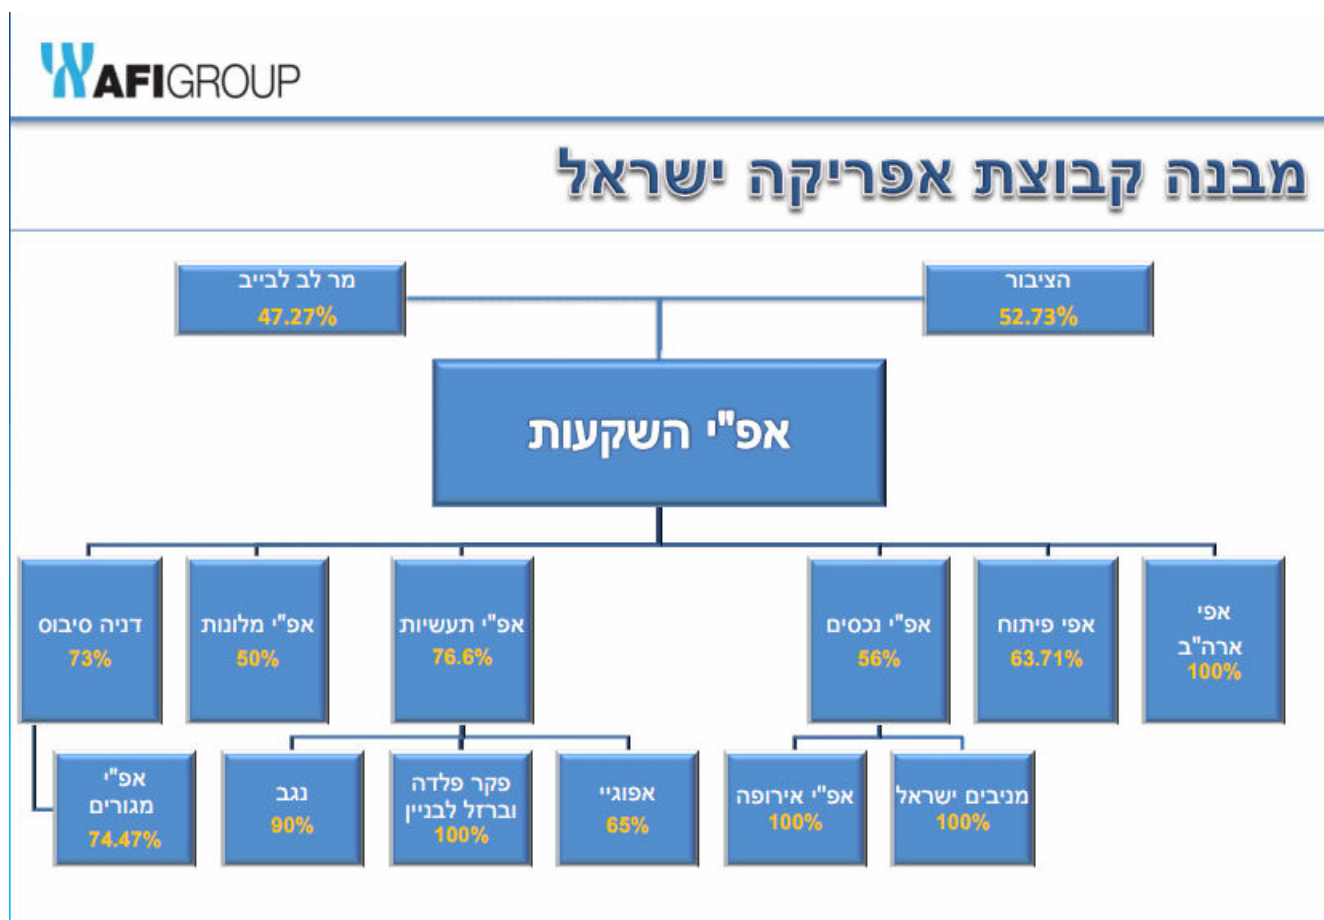 AFIGROUP
מבנה קבוצת אפריקה ישראל
הציבור
52.73%
מר לב לבייב
47.27%
אפ"י השקעות
אפי
ארה"ב
100%
אפי פיתוח
63.71%
אפ"י נכסים
56%
אפ"י תעשיות
76.6%
אפ"י מלונות
50%
דניה סיבוס
73%
מניבים ישראל
100%
אפ"י אירופה
100%
אפוגיי
65%
פקר פלדה
וברזל לבניין
100%
נגב
90%
אפ"י
מגורים
74.47%